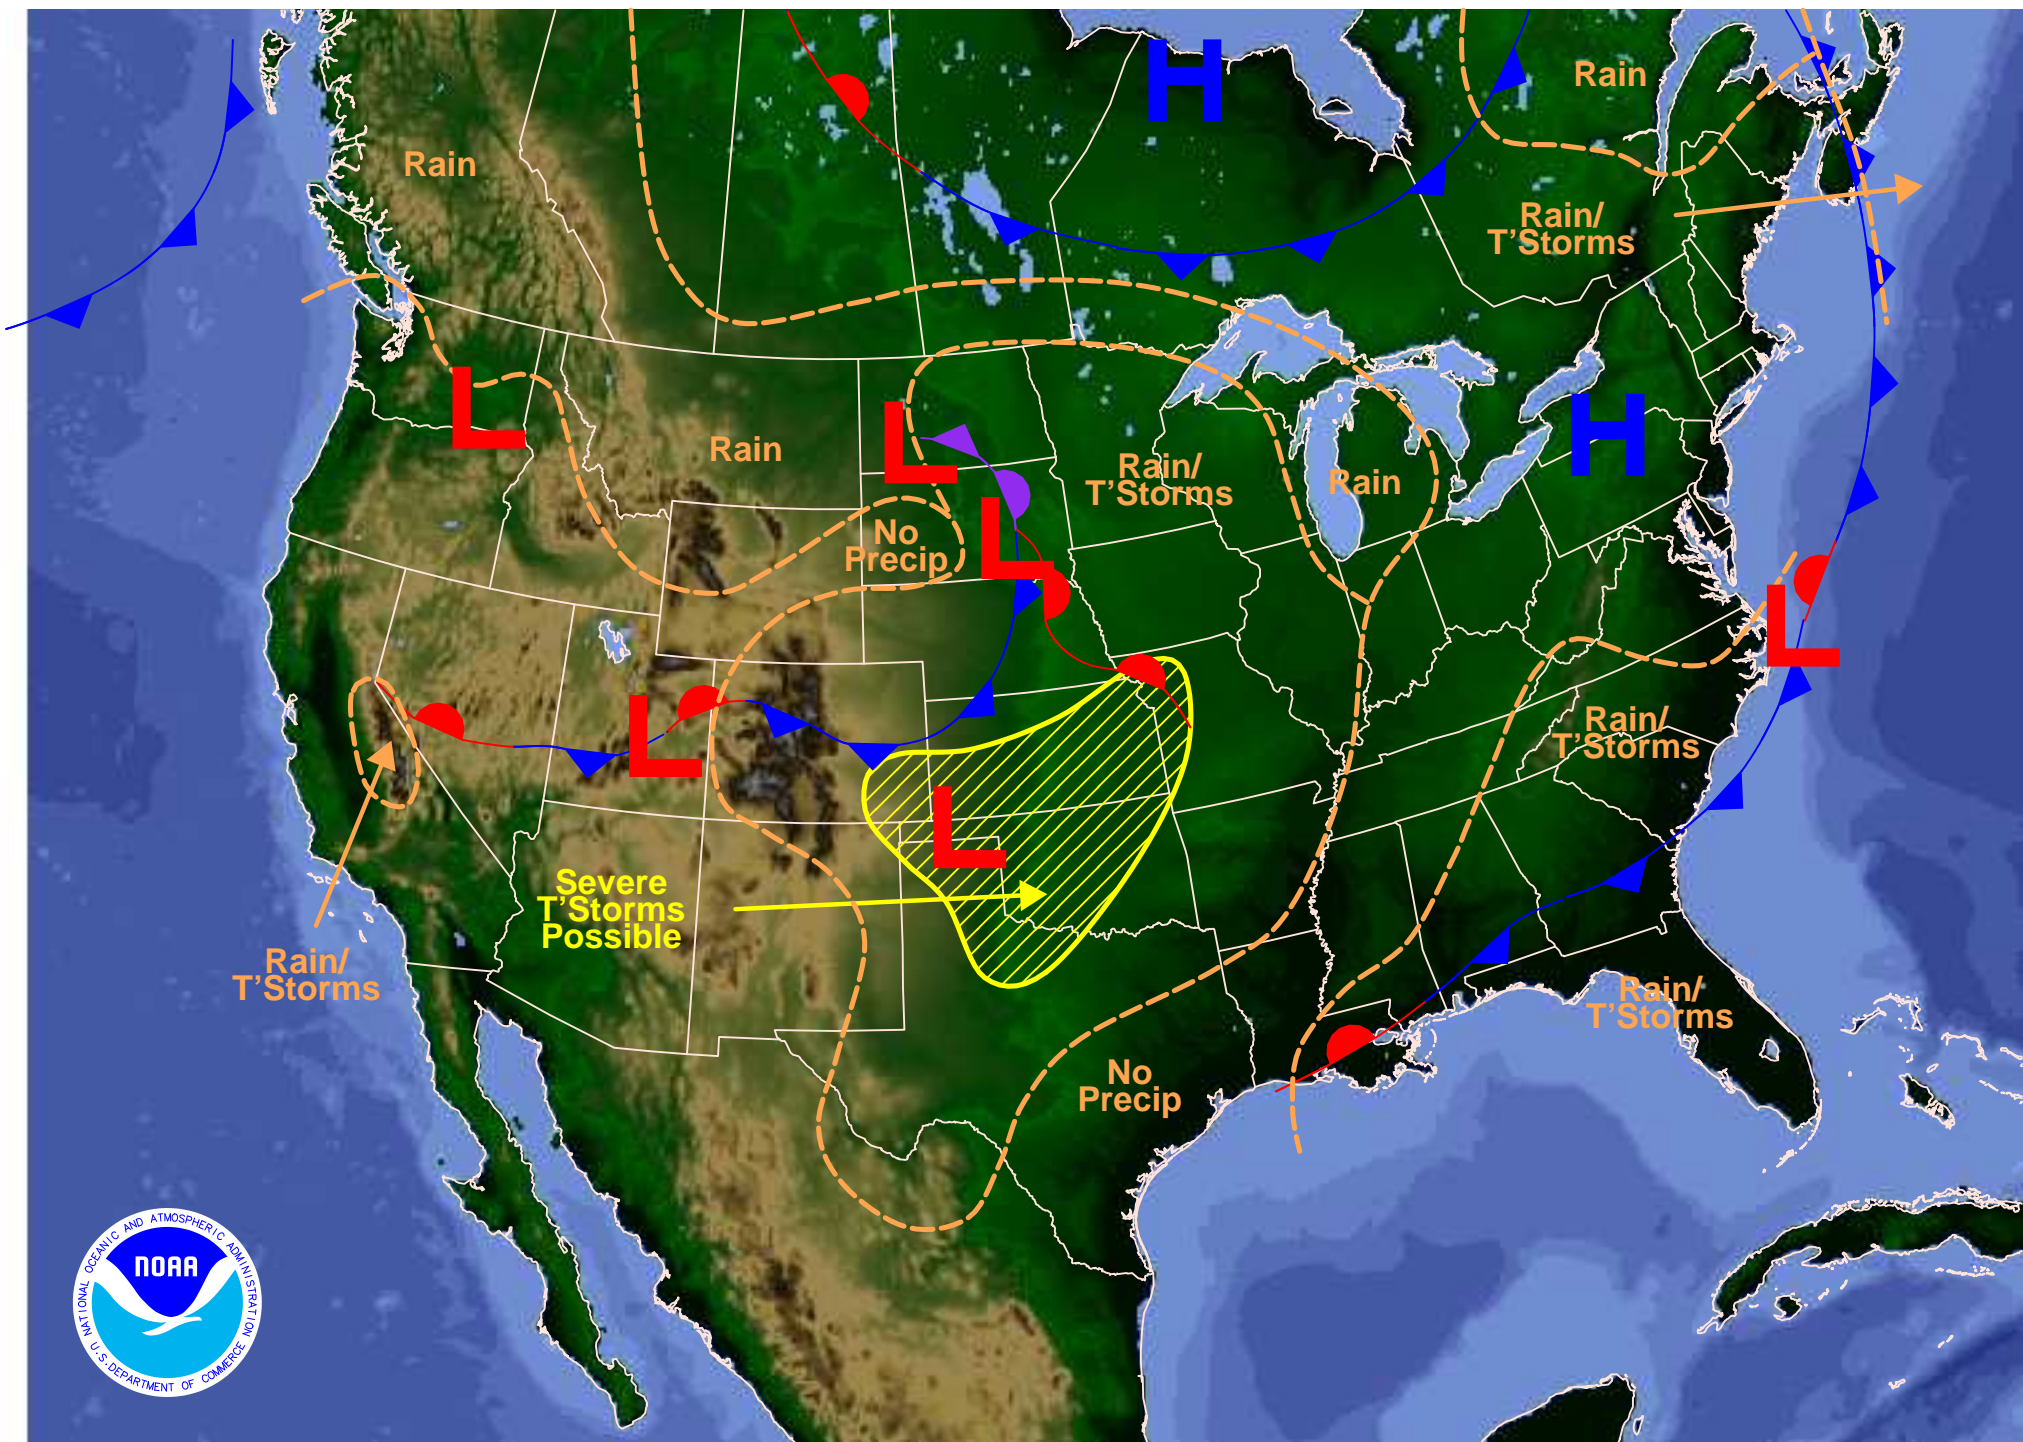 H
Rain
Rain
Rain/
T'Storms
L
L
H
Rain
Rain/
T'Storms
Rain
No
Precip
L
L
L
Rain/
T'Storms
L
Severe
T'Storms
Possible
Rain/
T'Storms
Rain/
T'Storms
No
Precip
NATIONAL OCEANIC AND ATMOSPHERIC ADMINISTRATION
NOAA
U.S. DEPARTMENT OF COMMERCE